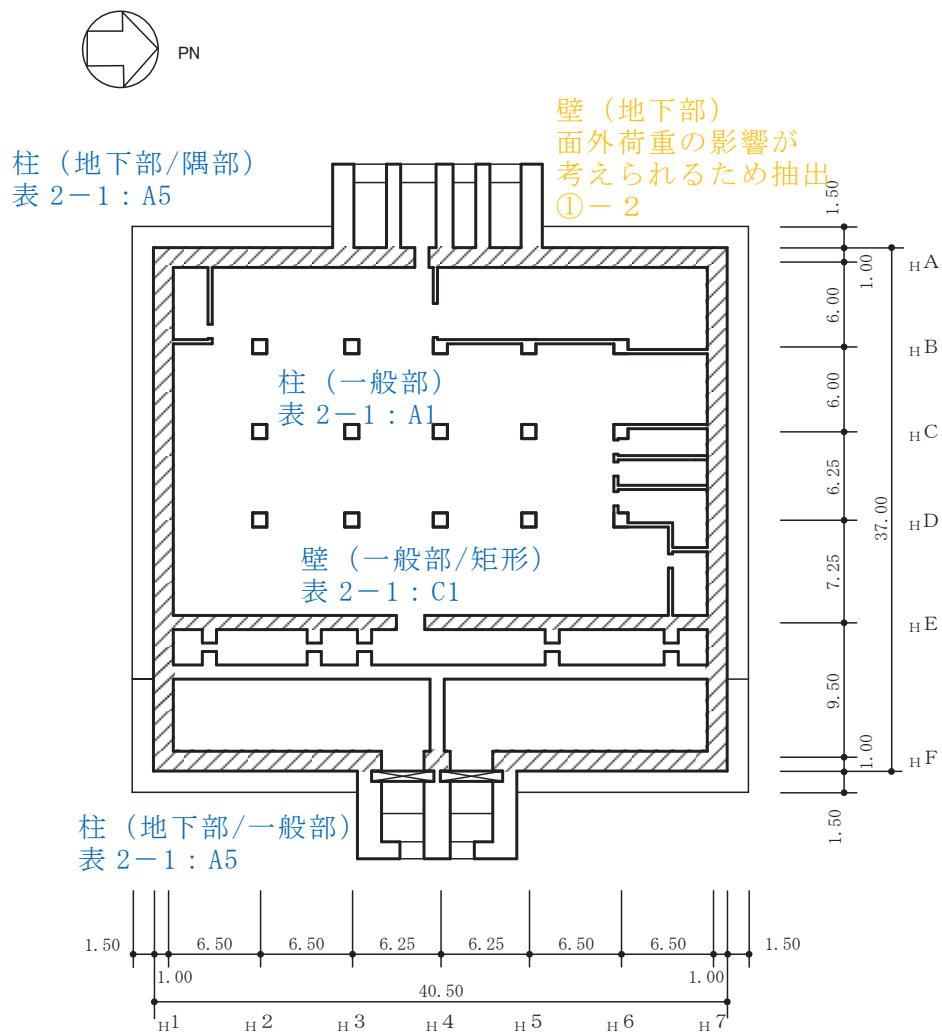 PN
壁（地下部）
面外荷重の影響が
考えられるため抽出
①－2
柱（地下部/隅部）
表 2－1：A5
柱（一般部）
表 2－1：A1
壁（一般部/矩形）
表 2－1：C1
柱（地下部/一般部）
表 2－1：A5
1.50
1.00
6.00
6.00
6.25
37.00
7.25
9.50
1.00
1.50
HA
HB
HC
HD
HE
HF
1.50
6.50
6.50
6.25
6.25
6.50
6.50
1.50
1.00
1.00
40.50
H1
H2
H3
H4
H5
H6
H7